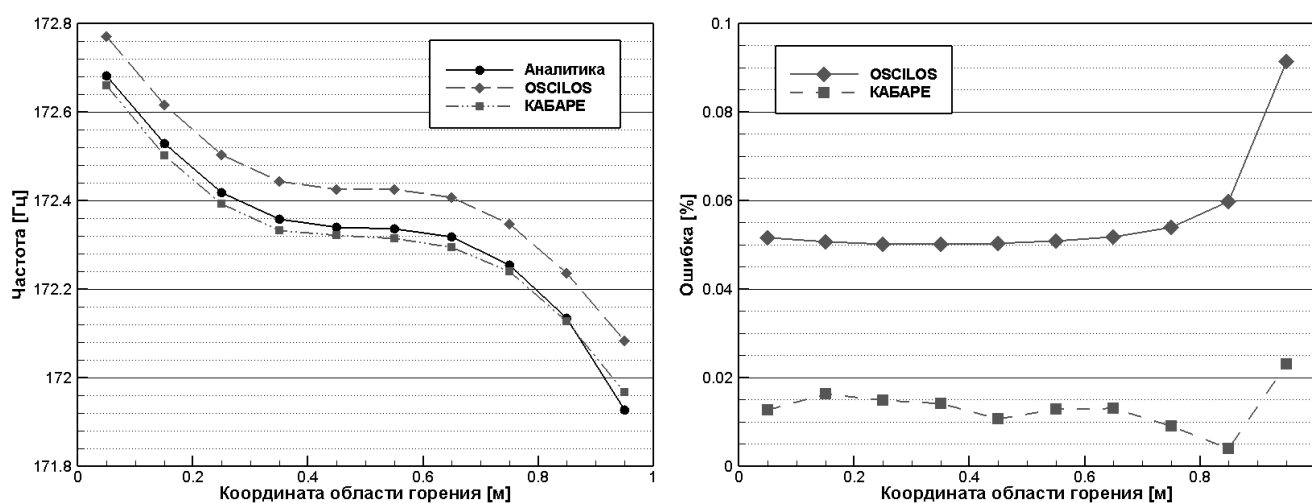 172.8
172.6
172.4
172.2
172
171.8
Частота [Гц]
Аналитика
OSCILOS
КАБАРЕ
0
0.2
0.4
0.6
0.8
1
Координата области горения [м]
0.1
0.08
0.06
0.04
0.02
0
Ошибка [%]
OSCILOS
КАБАРЕ
0.2
0.4
0.6
0.8
1
Координата области горения [м]